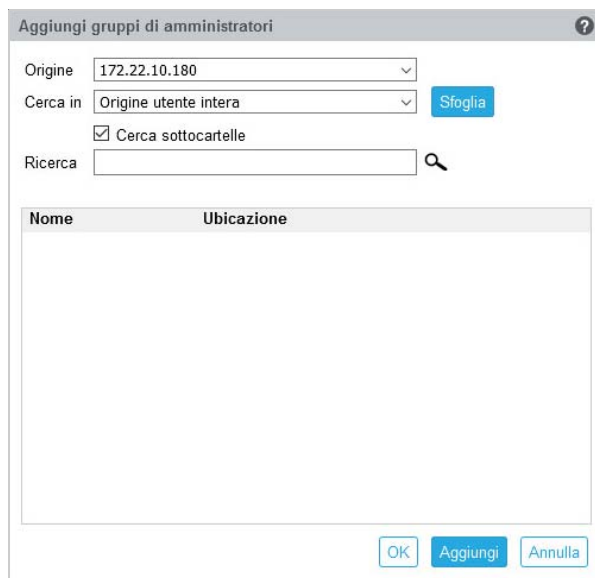 Aggiungi gruppi di amministratori ?
Origine 172.22.10.180
Cerca in Origine utente intera Sfoglia
Cerca sottocartelle
Ricerca
Nome Ubicazione
OK Aggiungi Annulla